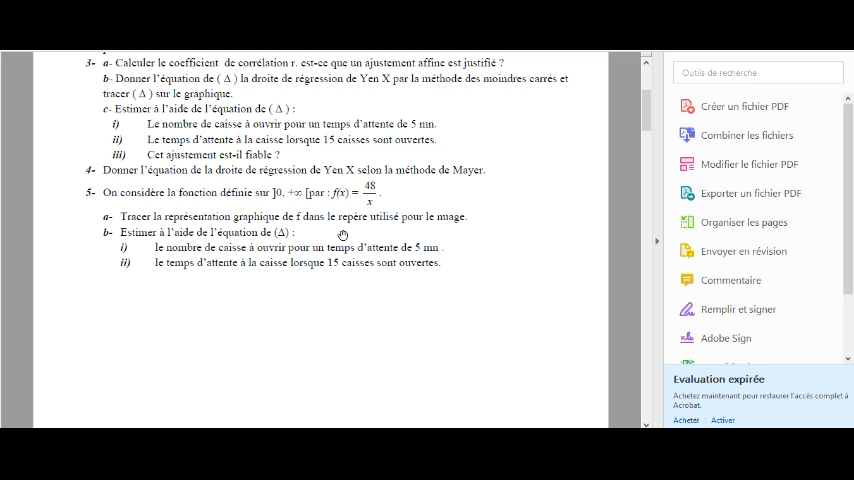 3- a- Calculer le coefficient de corrélation r. est-ce que un ajustement affine est justifié ?
b- Donner l'équation de ( Δ ) la droite de régression de Y en X par la méthode des moindres carrés et
tracer ( Δ ) sur le graphique.
c- Estimer à l'aide de l'équation de ( Δ ) :
i) Le nombre de caisse à ouvrir pour un temps d'attente de 5 mn.
ii) Le temps d'attente à la caisse lorsque 15 caisses sont ouvertes.
iii) Cet ajustement est-il fiable ?
4- Donner l'équation de la droite de régression de Y en X selon la méthode de Mayer.
5- On considère la fonction définie sur ]0, +∞ [par : f(x) = 48/x .
a- Tracer la représentation graphique de f dans le repère utilisé pour le nuage.
b- Estimer à l'aide de l'équation de (Δ) :
i) le nombre de caisse à ouvrir pour un temps d'attente de 5 mn .
ii) le temps d'attente à la caisse lorsque 15 caisses sont ouvertes.
Outils de recherche
Créer un fichier PDF
Combiner les fichiers
Modifier le fichier PDF
Exporter un fichier PDF
Organiser les pages
Envoyer en révision
Commentaire
Remplir et signer
Adobe Sign
Evaluation expirée
Achetez maintenant pour restaurer l'accès complet à
Acrobat.
Acheter Activer